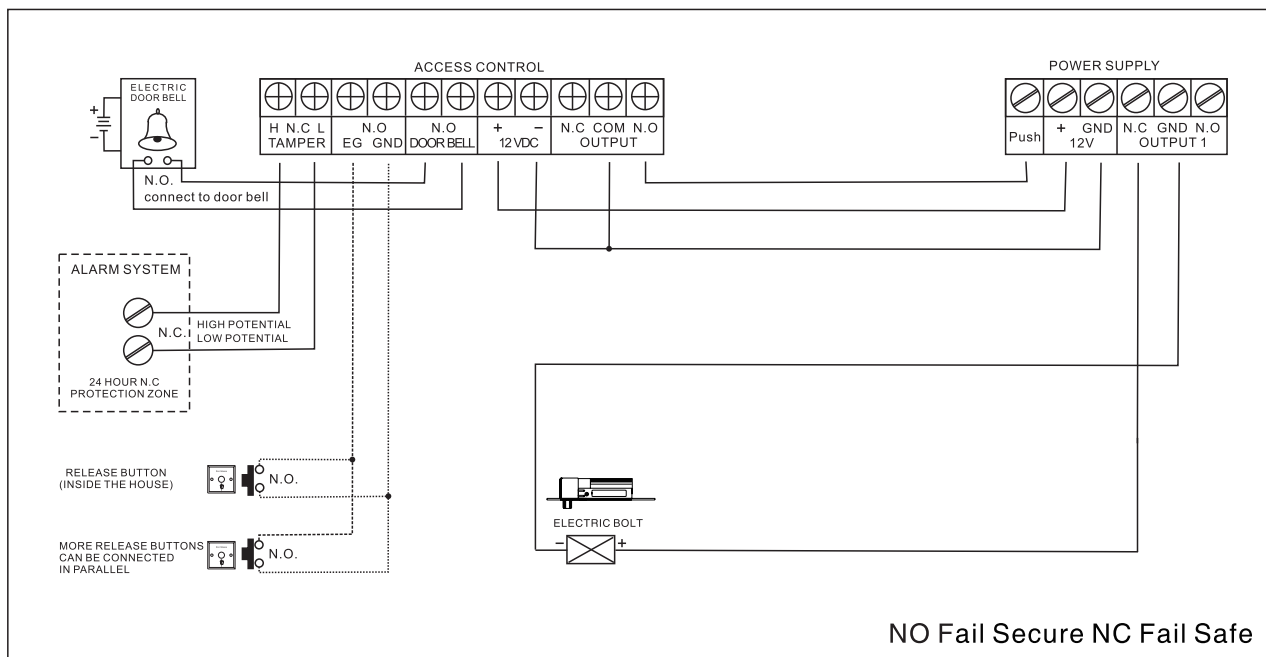 ACCESS CONTROL
POWER SUPPLY
ELECTRIC
DOOR BELL
+
−
H N.C L
TAMPER
N.O
EG GND
N.O
DOOR BELL
+ −
12 VDC
N.C COM N.O
OUTPUT
Push
+ GND
12V
N.C GND N.O
OUTPUT 1
N.O.
connect to door bell
ALARM SYSTEM
N.C.
HIGH POTENTIAL
LOW POTENTIAL
24 HOUR N.C
PROTECTION ZONE
RELEASE BUTTON
(INSIDE THE HOUSE)
N.O.
MORE RELEASE BUTTONS
CAN BE CONNECTED
IN PARALLEL
N.O.
ELECTRIC BOLT
− +
NO Fail Secure NC Fail Safe